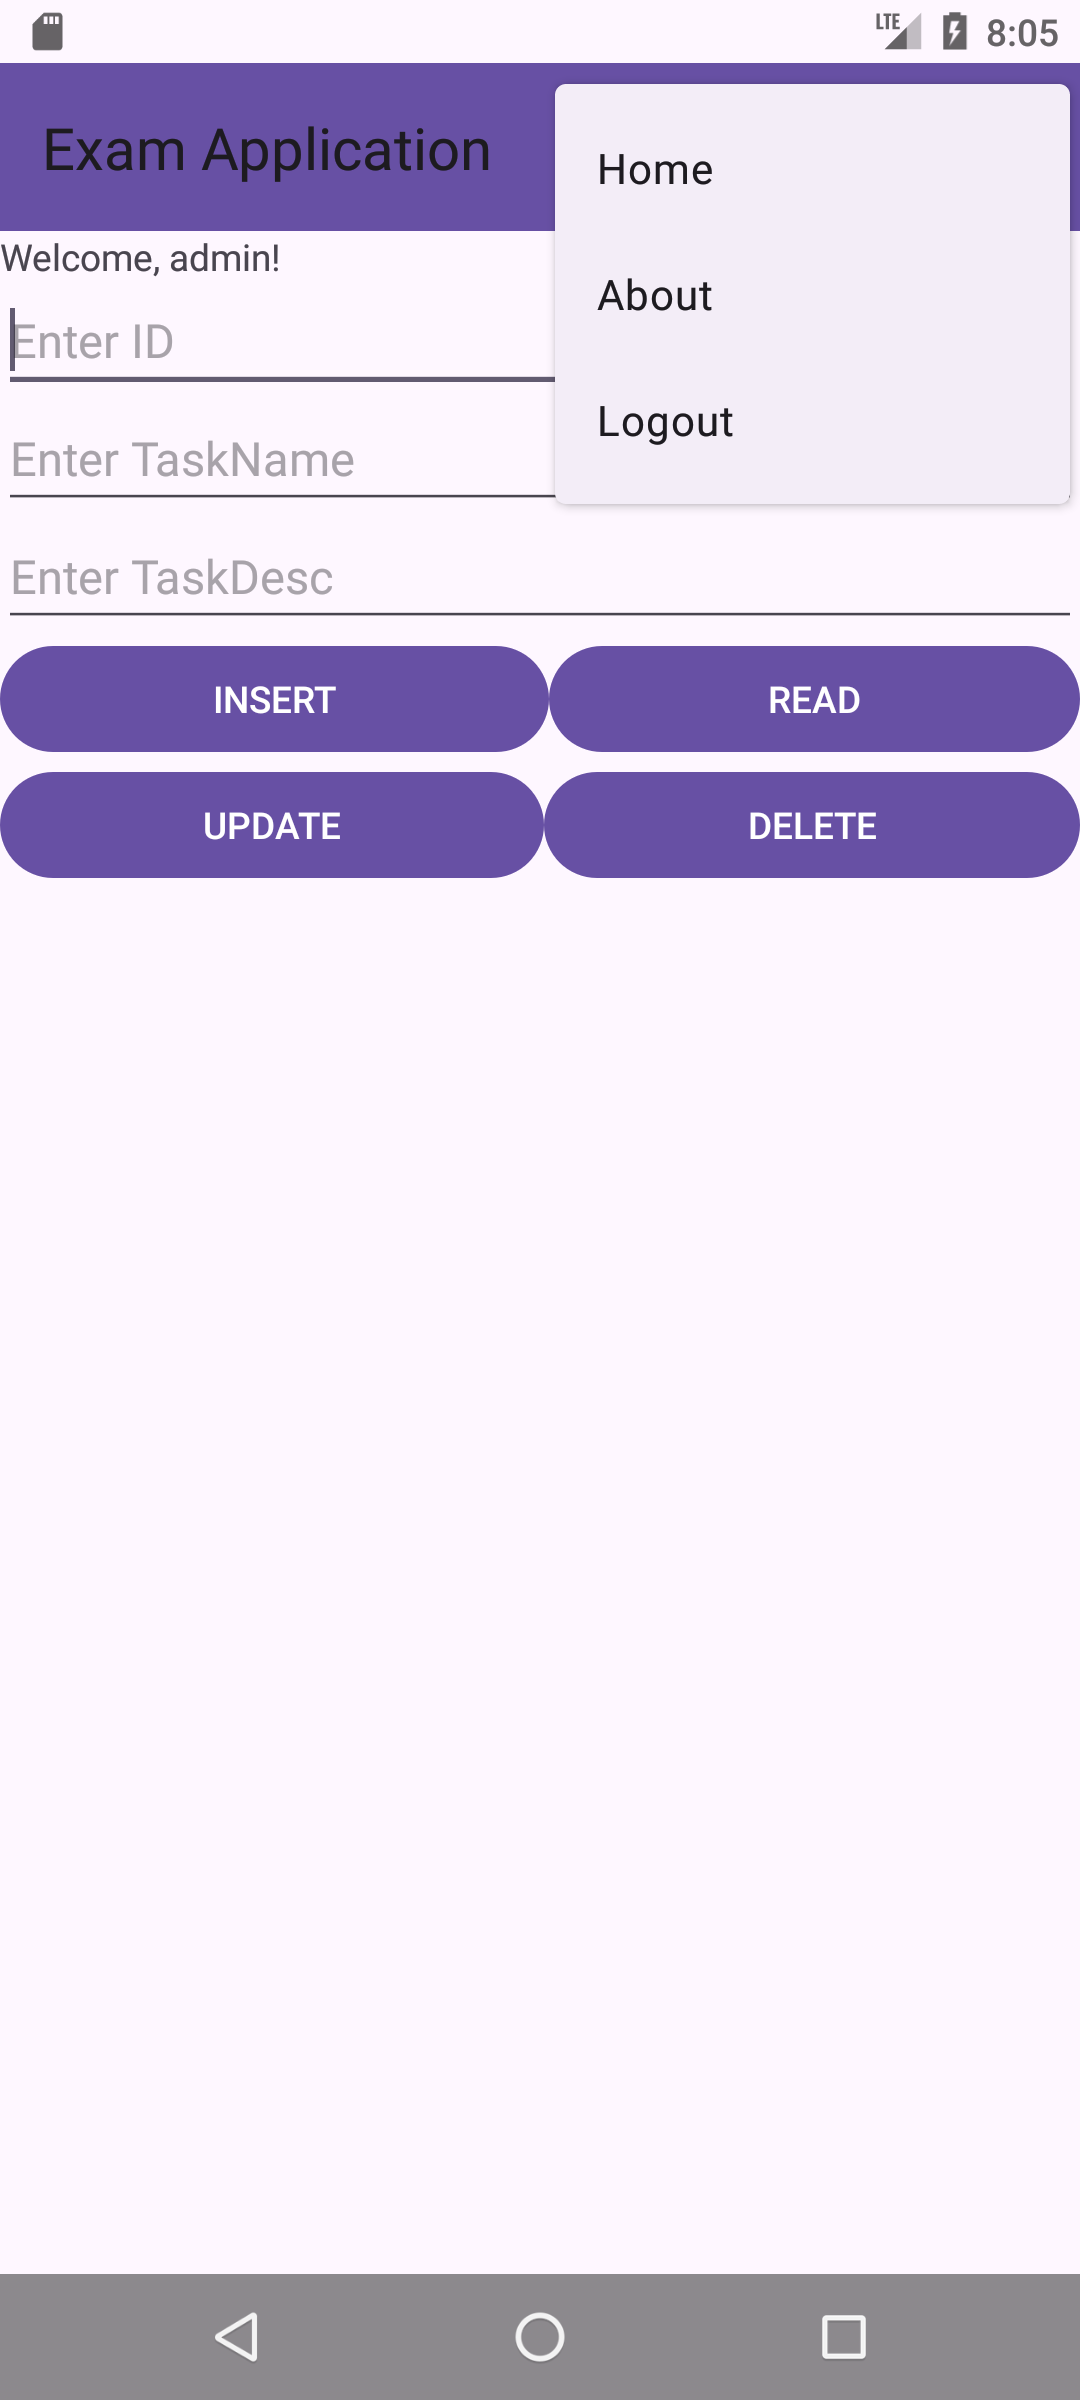 LTE 8:05
Exam Application
Home
Welcome, admin!
About
Enter ID
Logout
Enter TaskName
Enter TaskDesc
INSERT READ
UPDATE DELETE